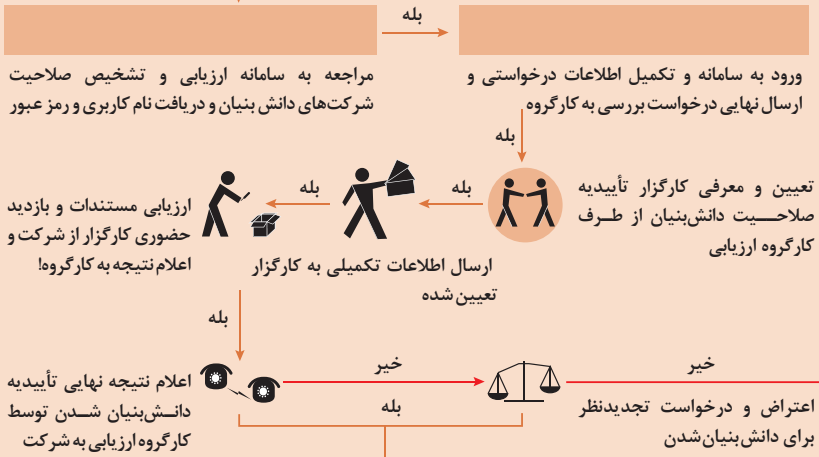 بله
مراجعه به سامانه ارزیابی و تشخیص صلاحیت
شرکت‌های دانش بنیان و دریافت نام کاربری و رمز عبور
ورود به سامانه و تکمیل اطلاعات درخواستی و
ارسال نهایی درخواست بررسی به کارگروه
بله
تعیین و معرفی کارگزار تأییدیه
صلاحیت دانش‌بنیان از طرف
کارگروه ارزیابی
بله
ارسال اطلاعات تکمیلی به کارگزار
تعیین شده
بله
ارزیابی مستندات و بازدید
حضوری کارگزار از شرکت و
اعلام نتیجه به کارگروه!
بله
اعلام نتیجه نهایی تأییدیه
دانش‌بنیان شدن توسط
کارگروه ارزیابی به شرکت
خیر
بله
اعتراض و درخواست تجدیدنظر
برای دانش‌بنیان‌شدن
خیر